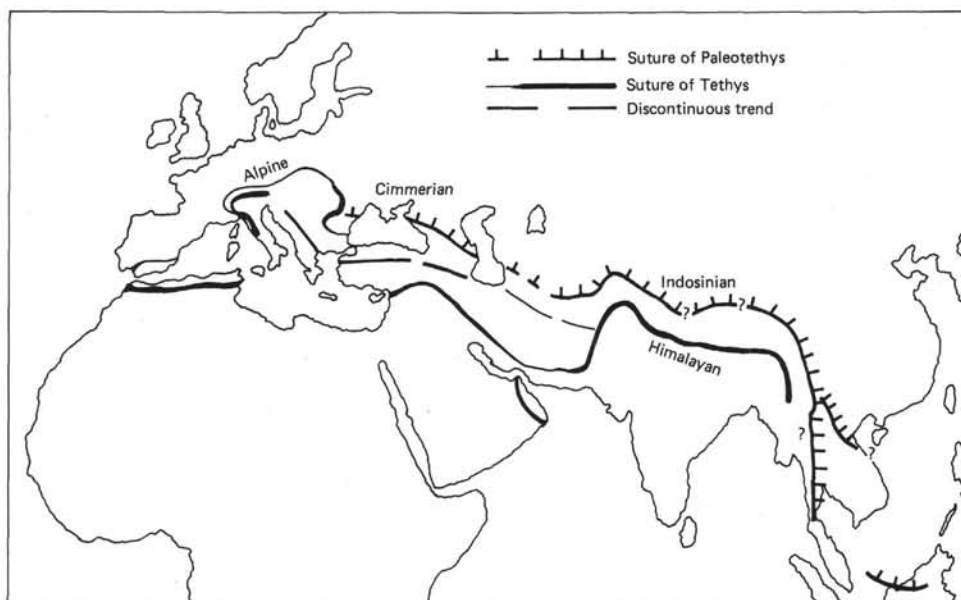 Suture of Paleotethys
Suture of Tethys
Discontinuous trend
Alpine
Cimmerian
Indosinian
?
?
Himalayan
?
?